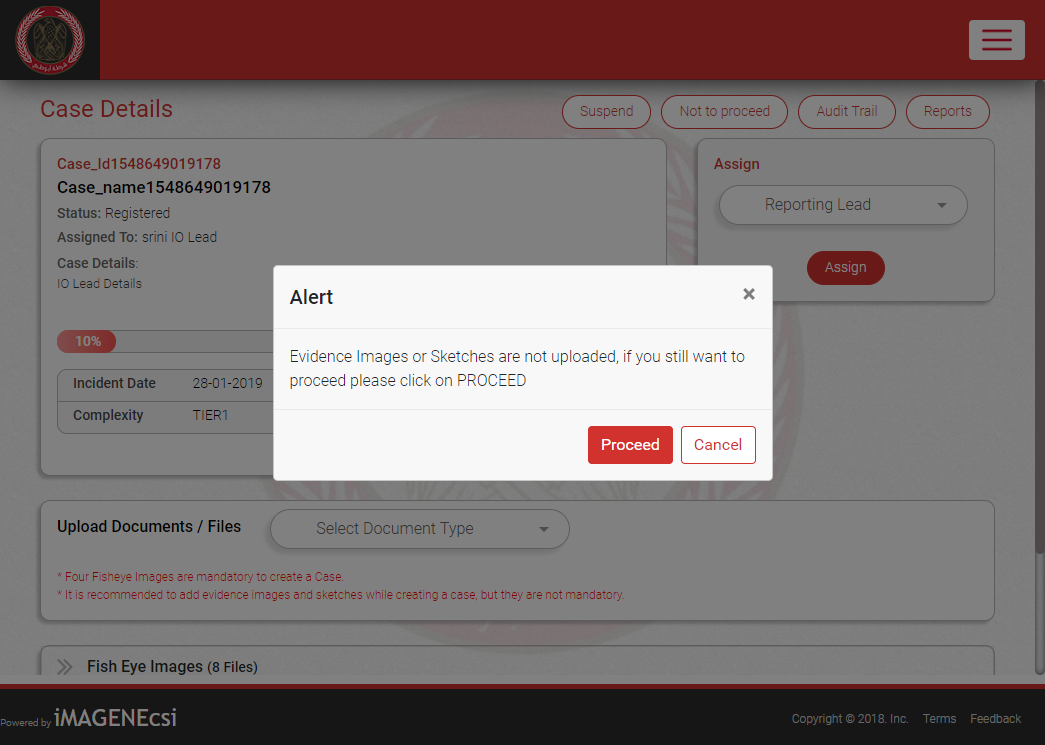 Case Details
Suspend
Not to proceed
Audit Trail
Reports
Case_Id1548649019178
Case_name1548649019178
Status: Registered
Assigned To: srini IO Lead
Case Details:
IO Lead Details
10%
Incident Date 28-01-2019
Complexity TIER1
Assign
Reporting Lead
Assign
Alert
×
Evidence Images or Sketches are not uploaded, if you still want to
proceed please click on PROCEED
Proceed
Cancel
Upload Documents / Files
Select Document Type
* Four Fisheye Images are mandatory to create a Case.
* It is recommended to add evidence images and sketches while creating a case, but they are not mandatory.
Fish Eye Images (8 Files)
Powered by iMAGENEcsi
Copyright © 2018. Inc.
Terms
Feedback